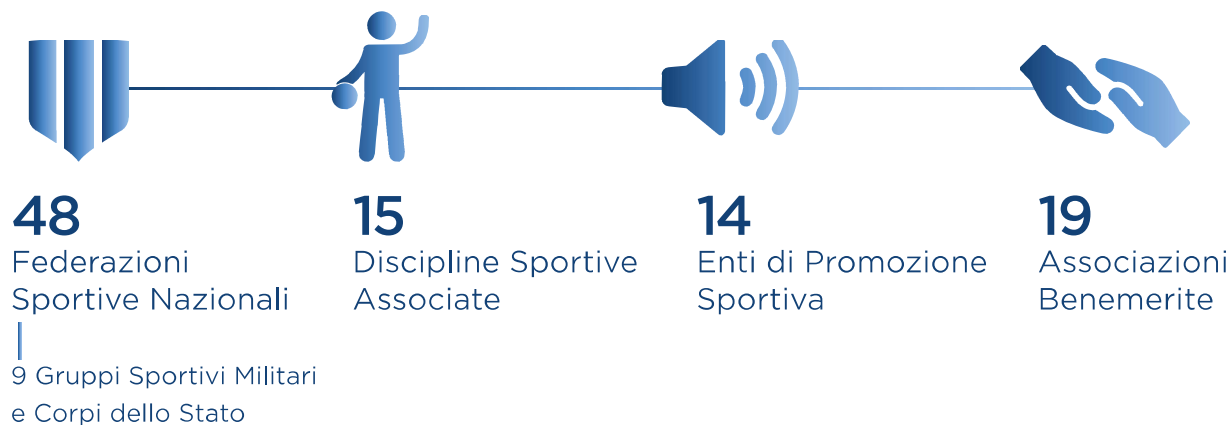 48
Federazioni
Sportive Nazionali
9 Gruppi Sportivi Militari
e Corpi dello Stato
15
Discipline Sportive
Associate
14
Enti di Promozione
Sportiva
19
Associazioni
Benemerite